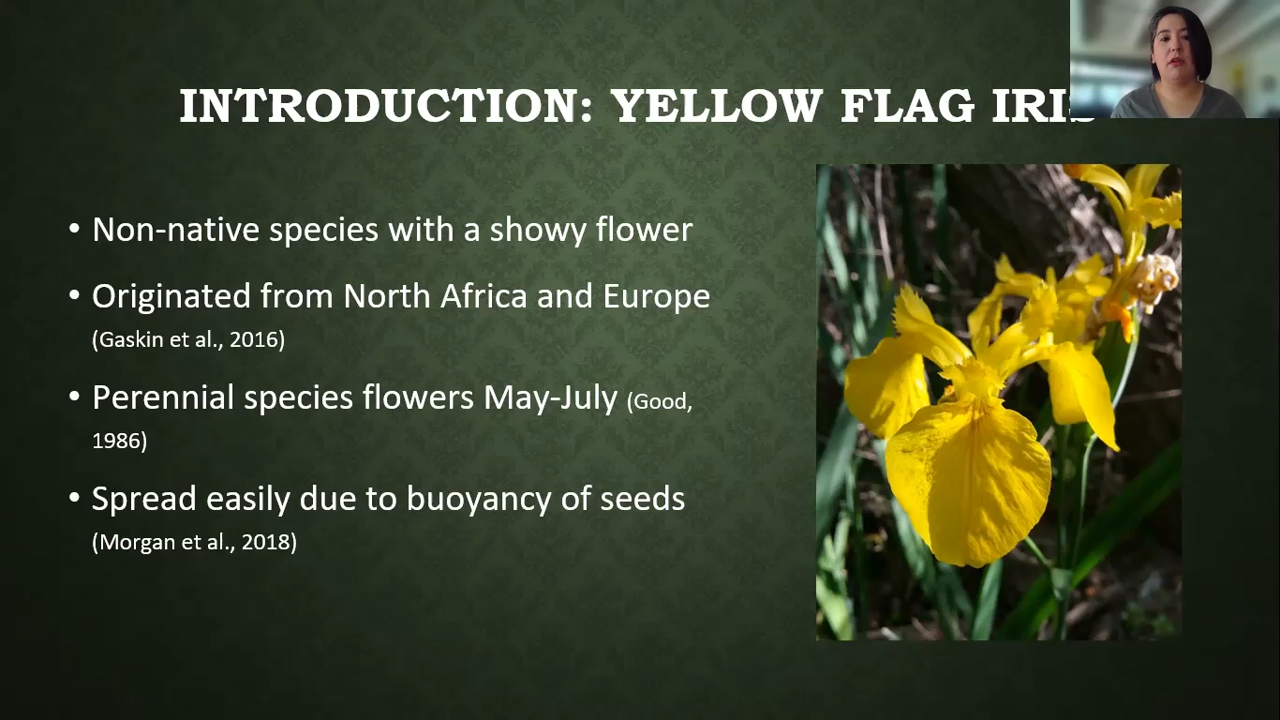 INTRODUCTION: YELLOW FLAG IRIS
• Non-native species with a showy flower
• Originated from North Africa and Europe
(Gaskin et al., 2016)
• Perennial species flowers May-July (Good,
1986)
• Spread easily due to buoyancy of seeds
(Morgan et al., 2018)